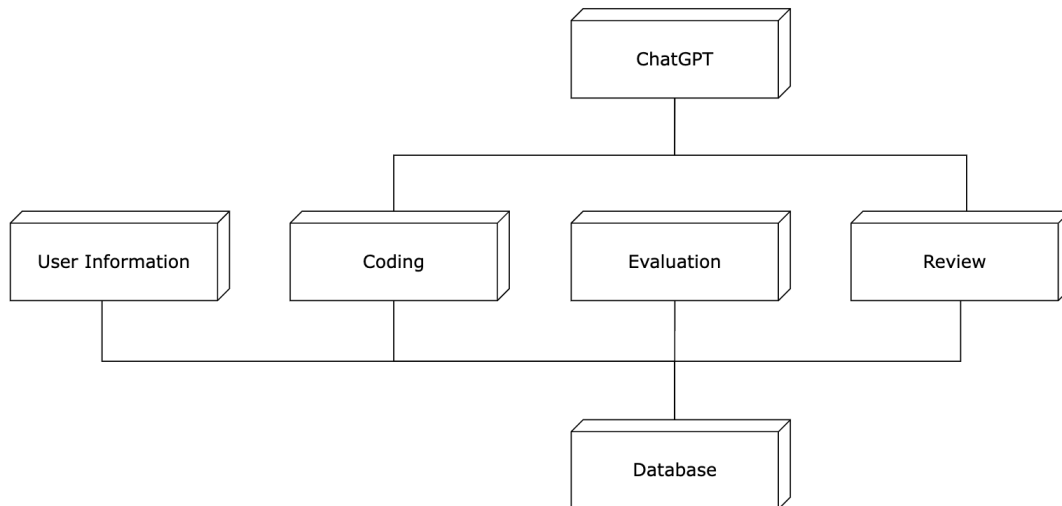 ChatGPT
User Information
Coding
Evaluation
Review
Database